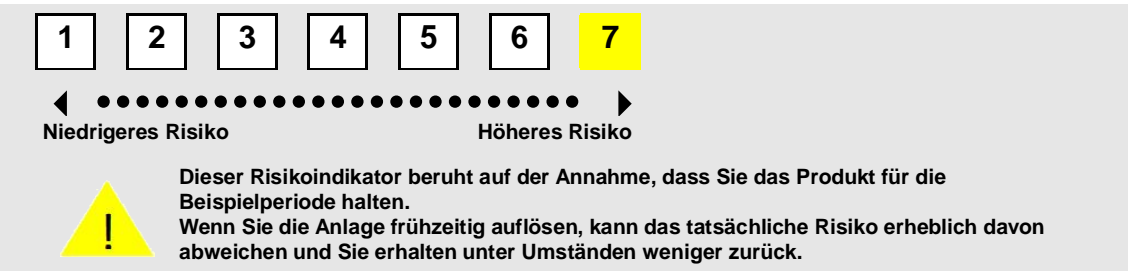 1 2 3 4 5 6 7
Niedrigeres Risiko Höheres Risiko
Dieser Risikoindikator beruht auf der Annahme, dass Sie das Produkt für die
Beispielperiode halten.
! Wenn Sie die Anlage frühzeitig auflösen, kann das tatsächliche Risiko erheblich davon
abweichen und Sie erhalten unter Umständen weniger zurück.